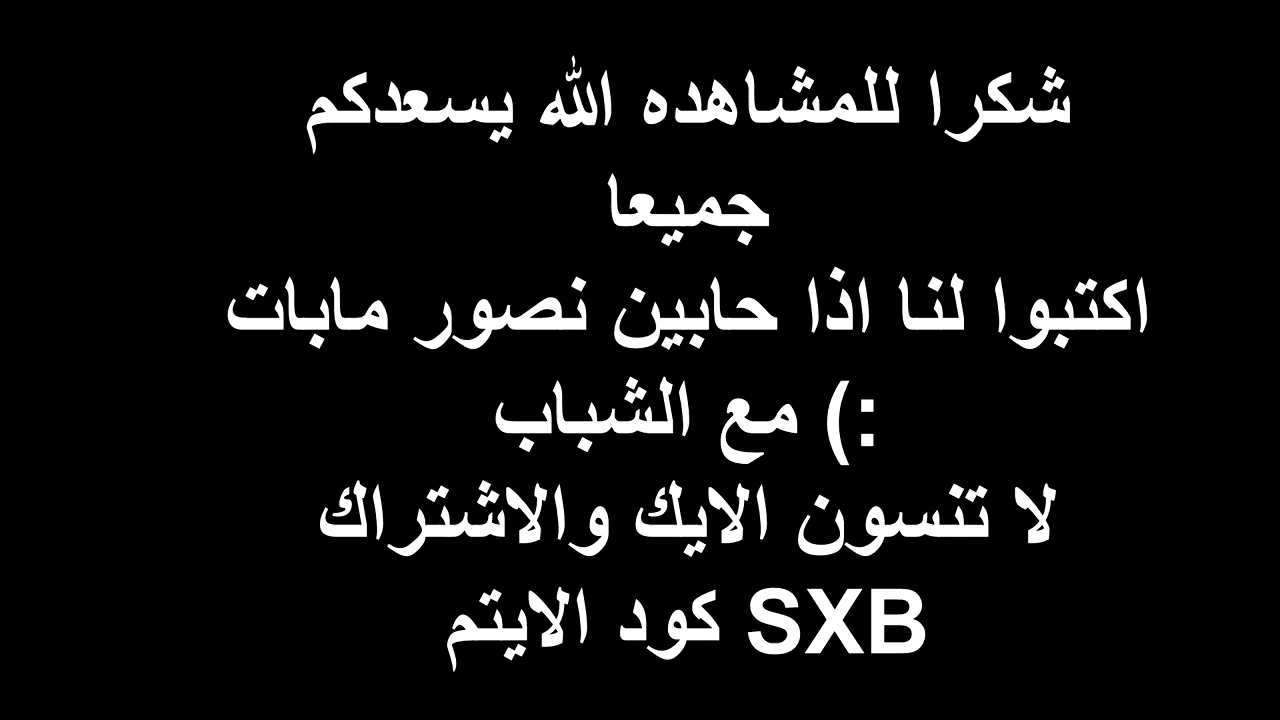 شكرا للمشاهده الله يسعدكم
جميعا
اكتبوا لنا اذا حابين نصور مابات
:) مع الشباب
لا تنسون الايك والاشتراك
SXB كود الايتم